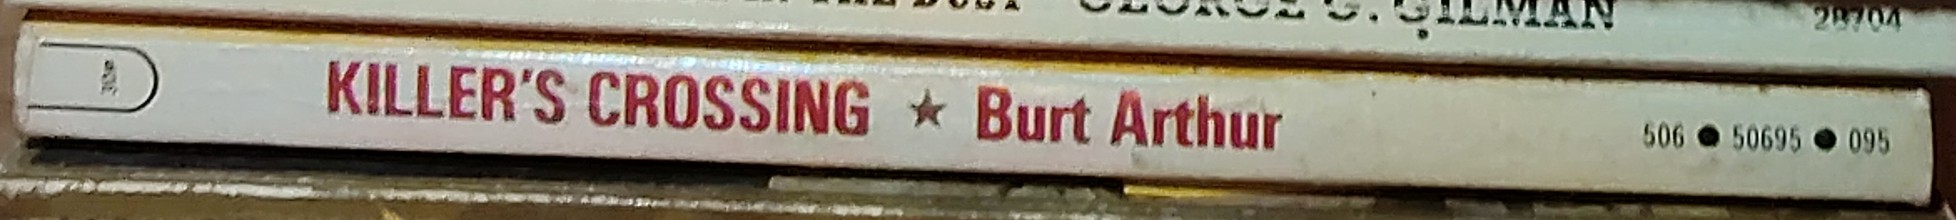 GEORGE G. GILMAN 28704
KILLER'S CROSSING ★ Burt Arthur 506 ● 50695 ● 095